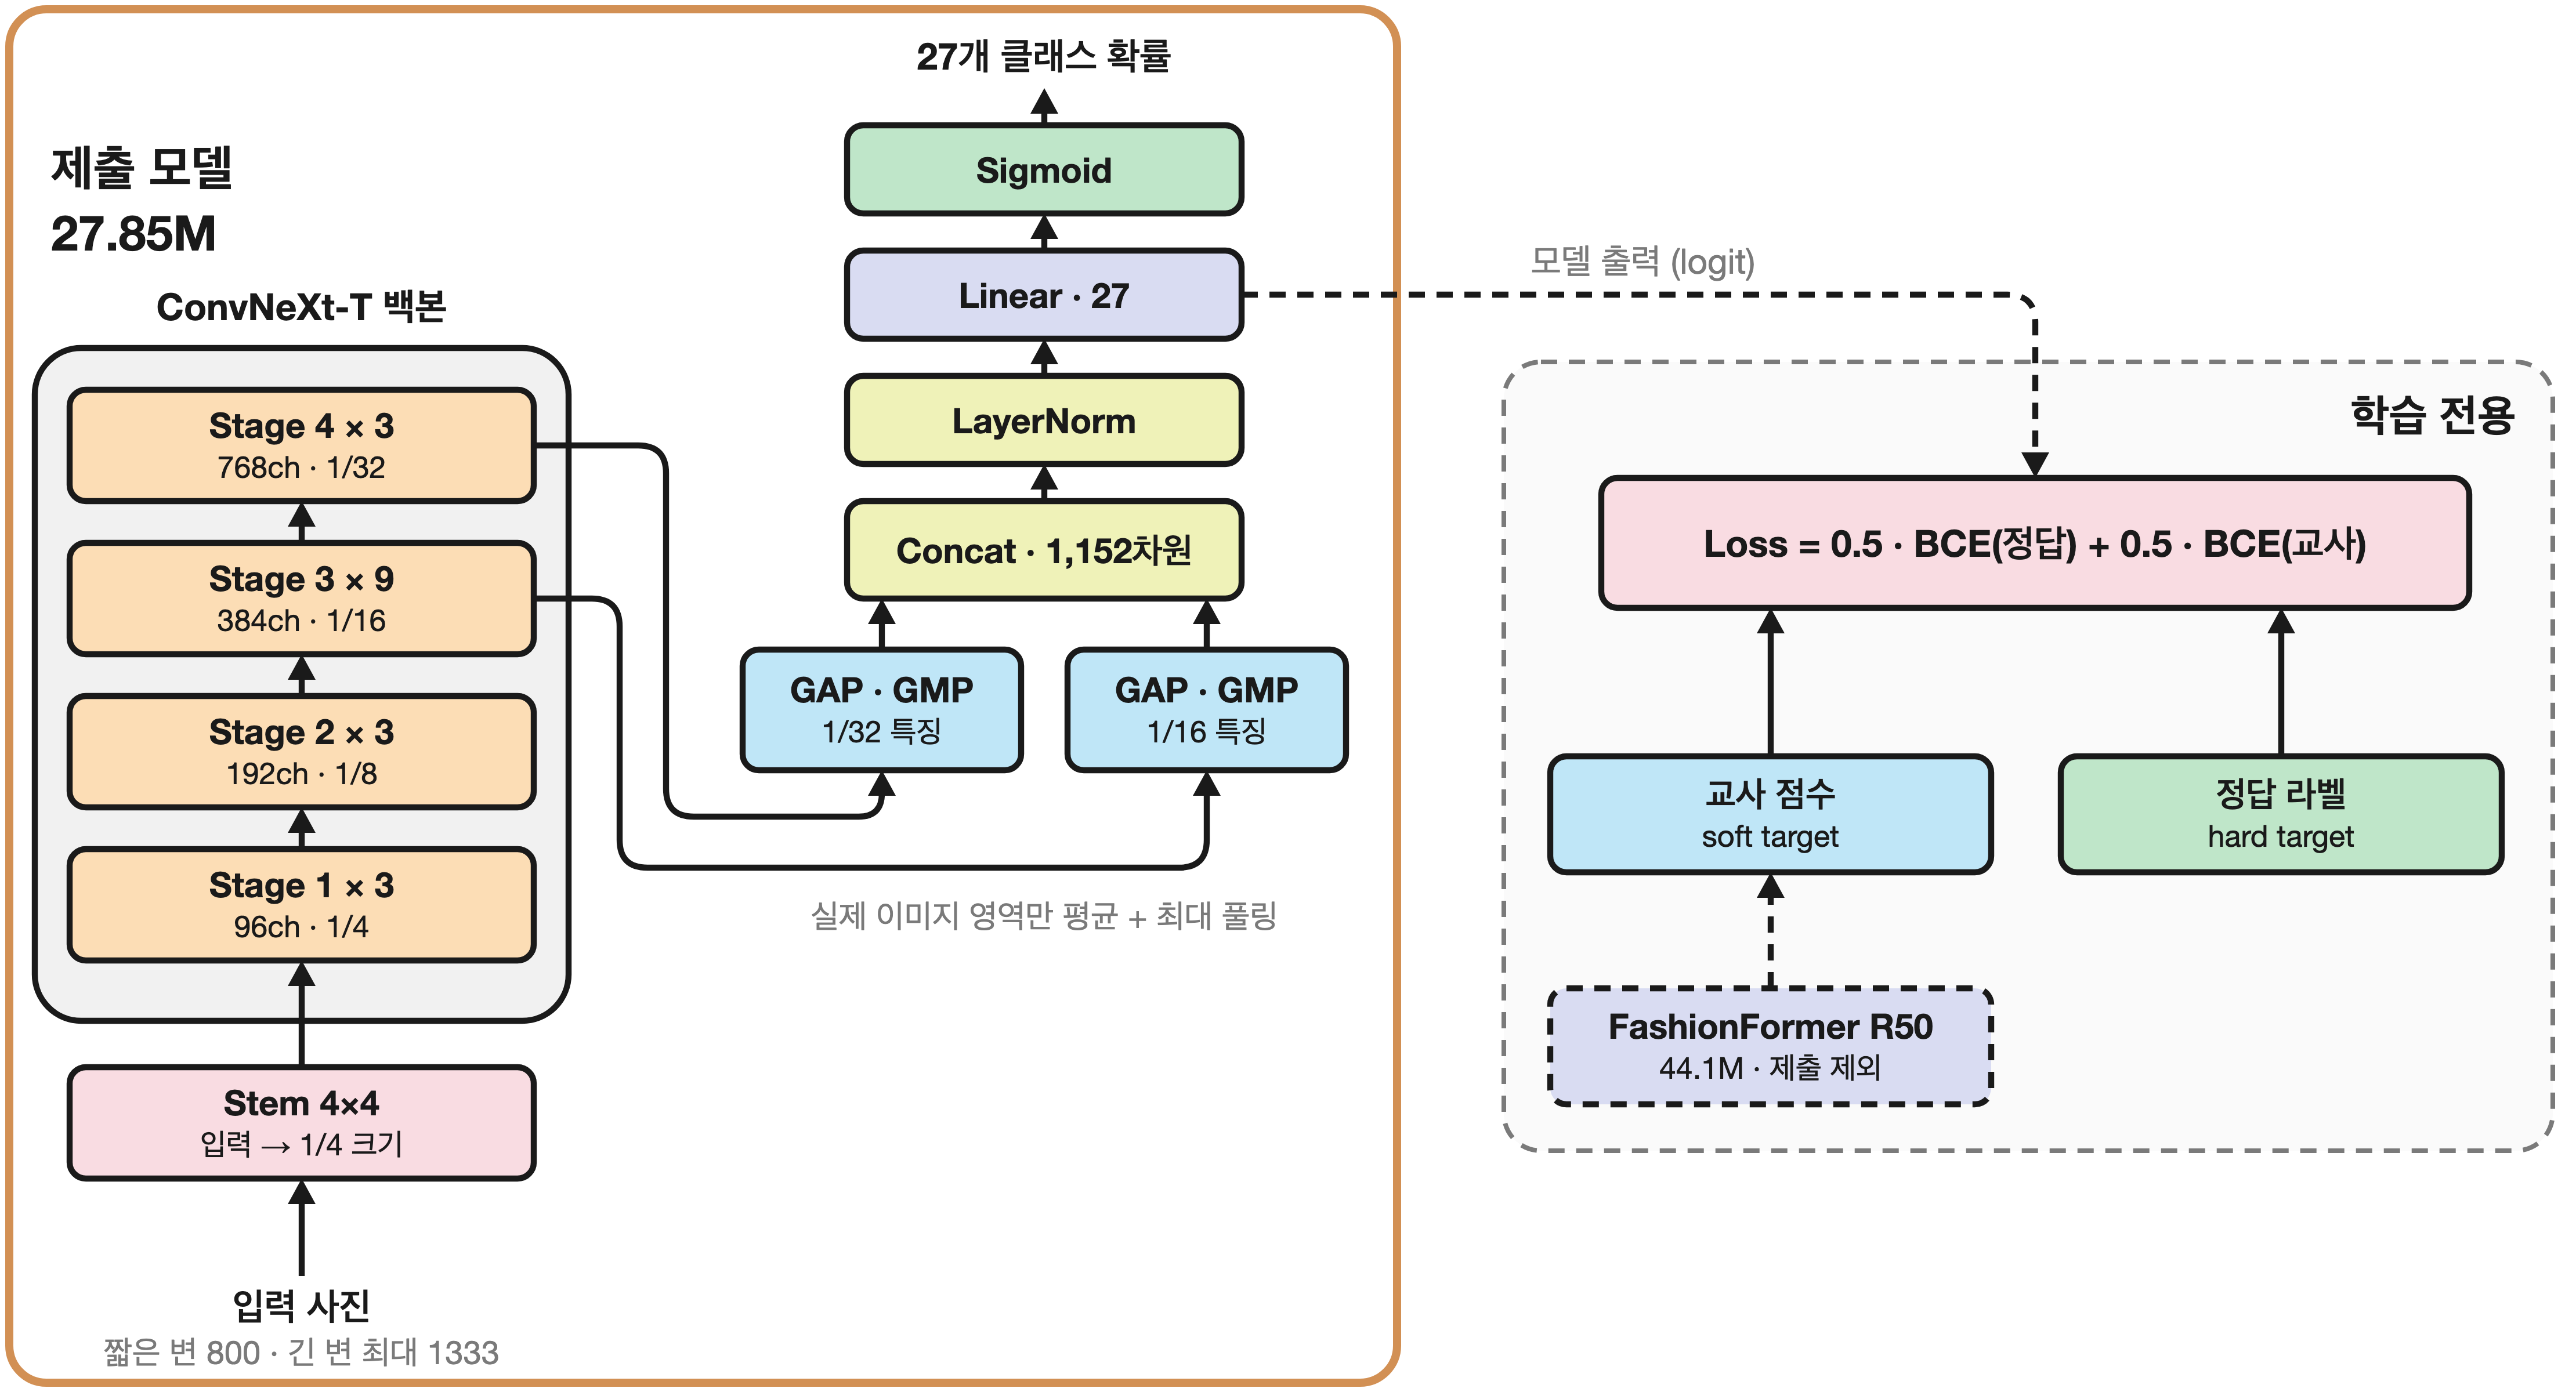 27개 클래스 확률
Sigmoid
Linear · 27
LayerNorm
Concat · 1,152차원
GAP · GMP
1/32 특징
GAP · GMP
1/16 특징
실제 이미지 영역만 평균 + 최대 풀링
제출 모델
27.85M
ConvNeXt-T 백본
Stage 4 × 3
768ch · 1/32
Stage 3 × 9
384ch · 1/16
Stage 2 × 3
192ch · 1/8
Stage 1 × 3
96ch · 1/4
Stem 4×4
입력 → 1/4 크기
입력 사진
짧은 변 800 · 긴 변 최대 1333
모델 출력 (logit)
학습 전용
Loss = 0.5 · BCE(정답) + 0.5 · BCE(교사)
교사 점수
soft target
정답 라벨
hard target
FashionFormer R50
44.1M · 제출 제외